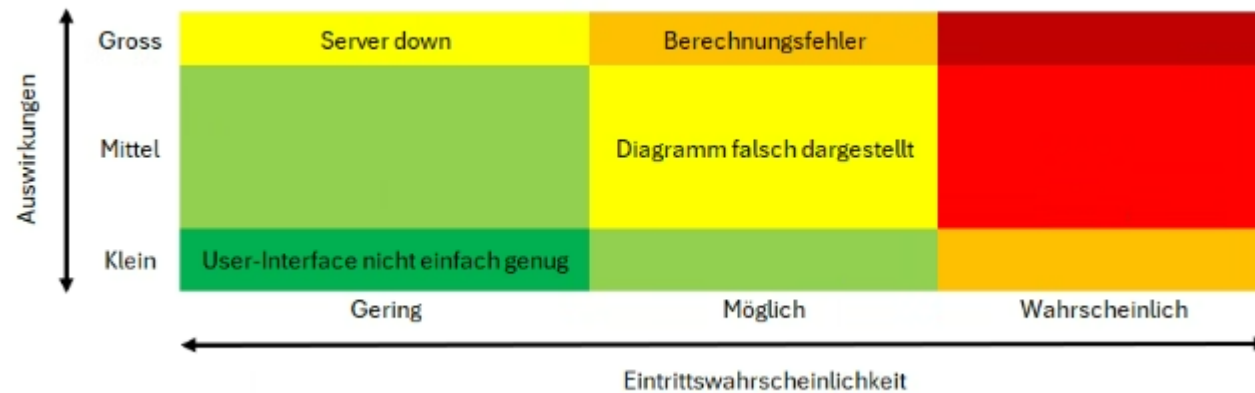 Gross
Server down
Berechnungsfehler
Auswirkungen
Mittel
Diagramm falsch dargestellt
Klein
User-Interface nicht einfach genug
Gering
Möglich
Wahrscheinlich
Eintrittswahrscheinlichkeit